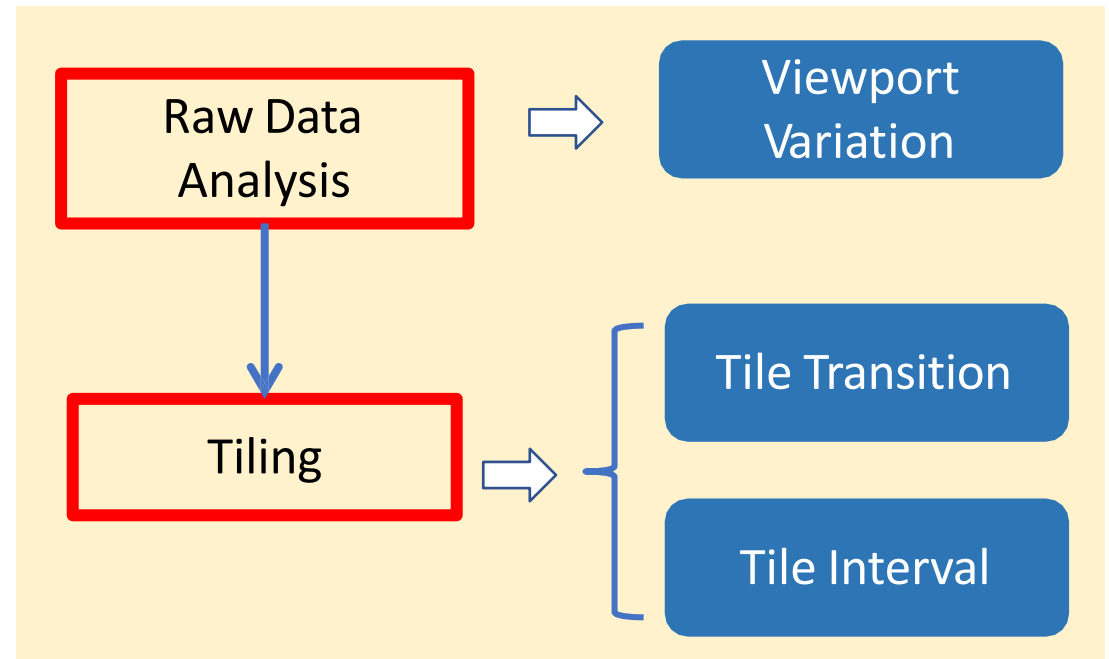 Raw Data
Analysis
Viewport
Variation
Tiling
Tile Transition
Tile Interval